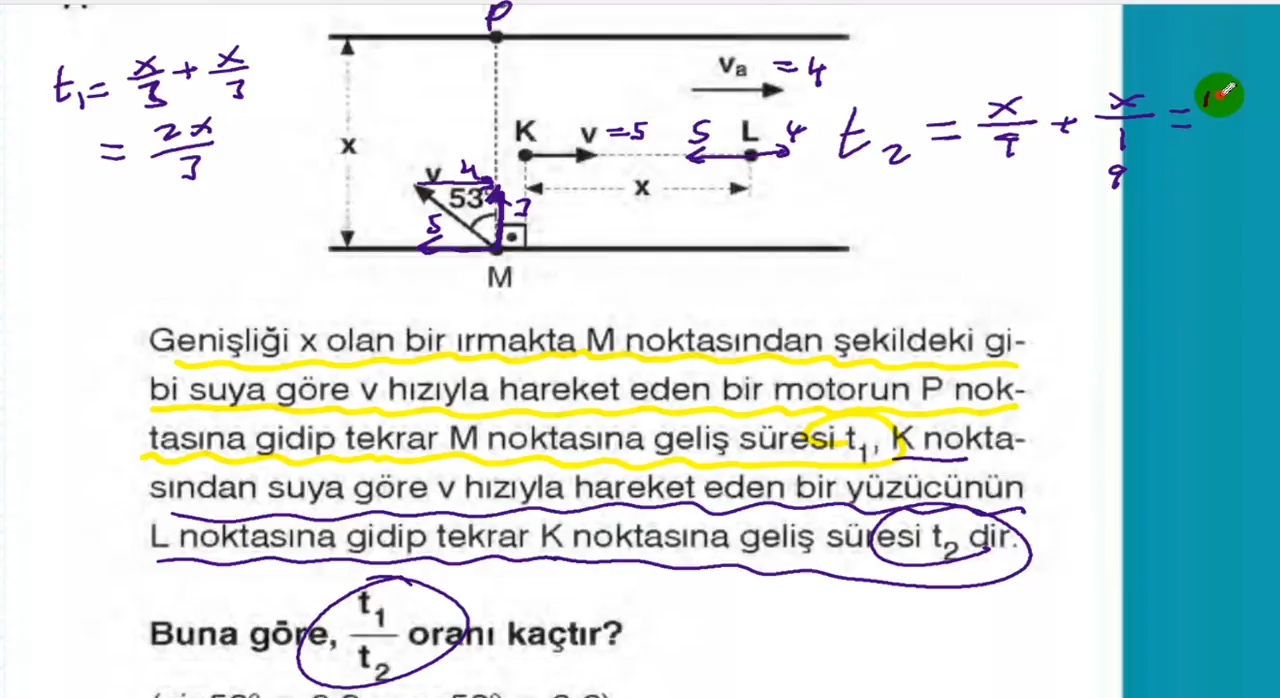 P
t₁ = x/3 + x/3
= 2x/3
vₐ = 4
t₂ = x/9 + x/1 =
9
K v =5 5 L 4
x
v 4
53° 3
x
5
M
Genişliği x olan bir ırmakta M noktasından şekildeki gi-
bi suya göre v hızıyla hareket eden bir motorun P nok-
tasına gidip tekrar M noktasına geliş süresi t₁, K nokta-
sından suya göre v hızıyla hareket eden bir yüzücünün
L noktasına gidip tekrar K noktasına geliş süresi t₂ dir.
Buna göre, t₁/t₂ oranı kaçtır?